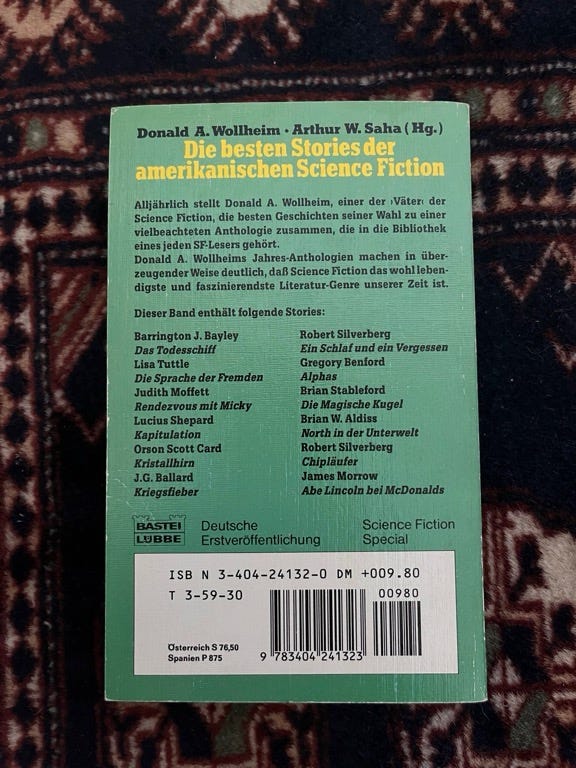 Donald A. Wollheim • Arthur W. Saha (Hg.)
Die besten Stories der
amerikanischen Science Fiction
Alljährlich stellt Donald A. Wollheim, einer der ›Väter‹ der
Science Fiction, die besten Geschichten seiner Wahl zu einer
vielbeachteten Anthologie zusammen, die in die Bibliothek
eines jeden SF-Lesers gehört.
Donald A. Wollheims Jahres-Anthologien machen in über-
zeugender Weise deutlich, daß Science Fiction das wohl leben-
digste und faszinierendste Literatur-Genre unserer Zeit ist.
Dieser Band enthält folgende Stories:
Barrington J. Bayley
Das Todesschiff
Lisa Tuttle
Die Sprache der Fremden
Judith Moffett
Rendezvous mit Micky
Lucius Shepard
Kapitulation
Orson Scott Card
Kristallhirn
J.G. Ballard
Kriegsfieber
Robert Silverberg
Ein Schlaf und ein Vergessen
Gregory Benford
Alphas
Brian Stableford
Die Magische Kugel
Brian W. Aldiss
North in der Unterwelt
Robert Silverberg
Chipläufer
James Morrow
Abe Lincoln bei McDonalds
BASTEI
LÜBBE
Deutsche
Erstveröffentlichung
Science Fiction
Special
ISB N 3-404-24132-0 DM +009.80
T 3-59-30
00980
Österreich S 76,50
Spanien P 875
9 783404 241323